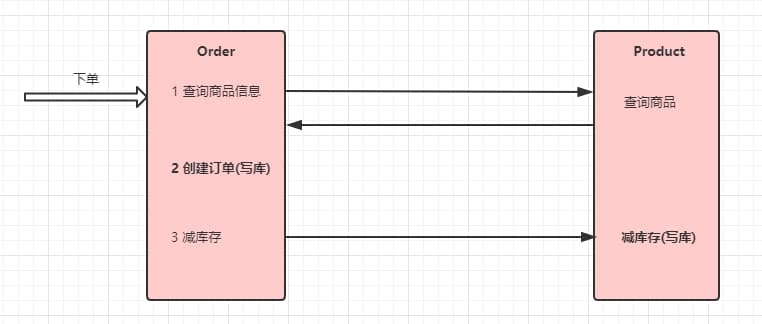 Order
Product
下单
1 查询商品信息
查询商品
2 创建订单(写库)
3 减库存
减库存(写库)